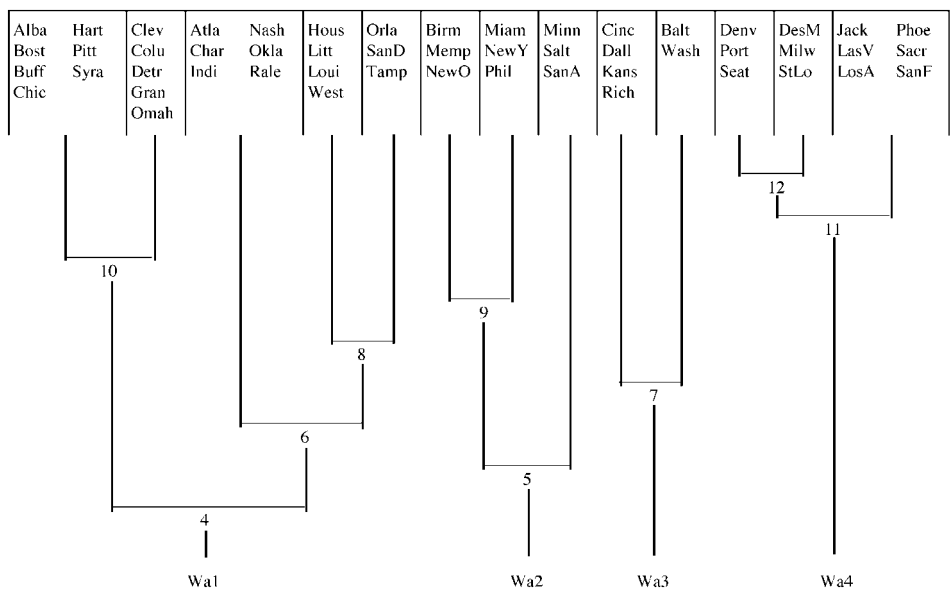 Alba Hart Clev Atla Nash Hous Orla Birm Miam Minn Cinc Balt Denv DesM Jack Phoe
Bost Pitt Colu Char Okla Litt SanD Memp NewY Salt Dall Wash Port Milw LasV Sacr
Buff Syra Detr Indi Rale Loui Tamp NewO Phil SanA Kans Seat StLo LosA SanF
Chic Gran West Rich
Omah
12
11
10
9
8
7
6
5
4
Wa1 Wa2 Wa3 Wa4